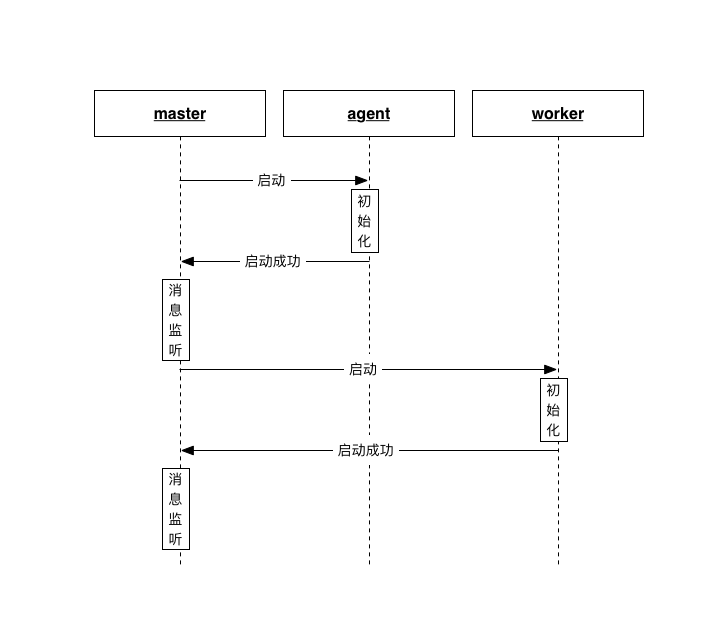 master
agent
worker
启动
初
始
化
启动成功
消
息
监
听
启动
初
始
化
启动成功
消
息
监
听